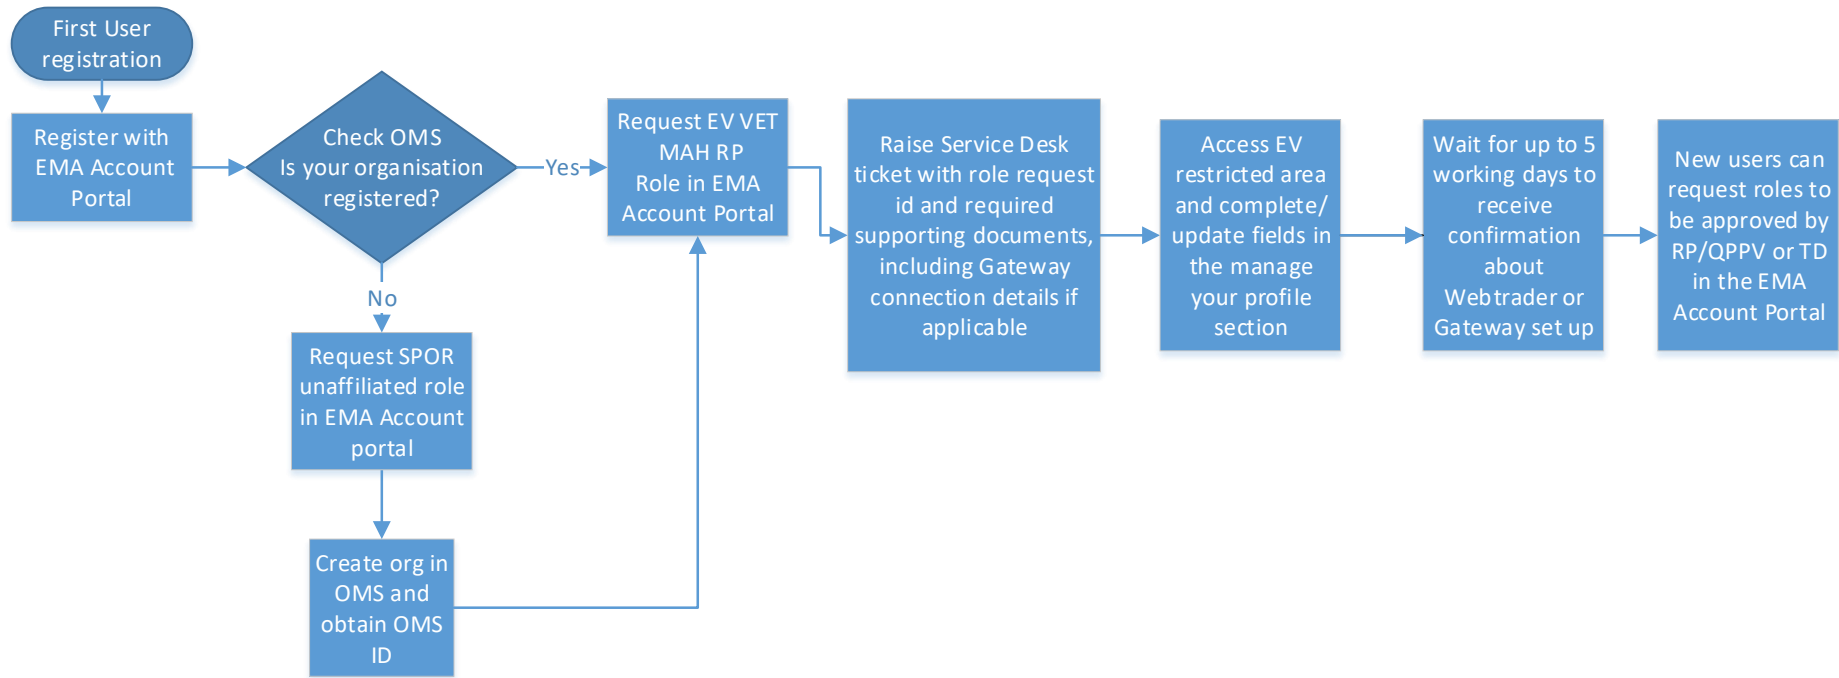 First User
registration
Register with
EMA Account
Portal
Check OMS
Is your organisation
registered?
Yes
No
Request SPOR
unaffiliated role
in EMA Account
portal
Create org in
OMS and
obtain OMS
ID
Request EV VET
MAH RP
Role in EMA
Account Portal
Raise Service Desk
ticket with role request
id and required
supporting documents,
including Gateway
connection details if
applicable
Access EV
restricted area
and complete/
update fields in
the manage
your profile
section
Wait for up to 5
working days to
receive
confirmation
about
Webtrader or
Gateway set up
New users can
request roles to
be approved by
RP/QPPV or TD
in the EMA
Account Portal